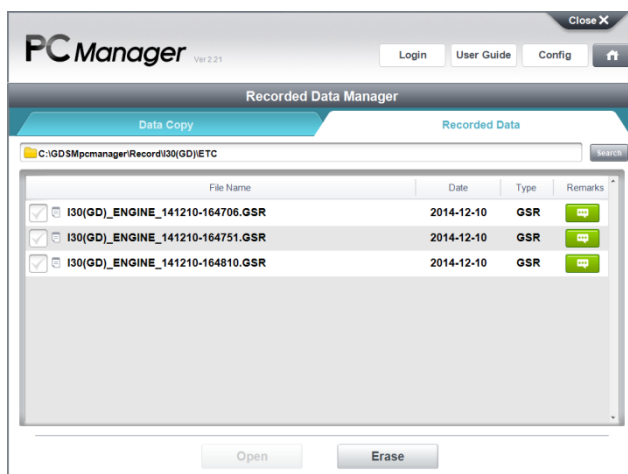 Close X
PC Manager Ver 2.21
Login User Guide Config
Recorded Data Manager
Data Copy Recorded Data
C:\GDSMpcmanager\Record\I30(GD)\ETC Search
File Name Date Type Remarks
I30(GD)_ENGINE_141210-164706.GSR 2014-12-10 GSR
I30(GD)_ENGINE_141210-164751.GSR 2014-12-10 GSR
I30(GD)_ENGINE_141210-164810.GSR 2014-12-10 GSR
Open Erase